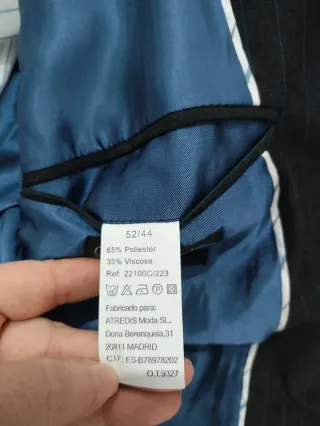 52/44
65% Poliester
35% Viscose
Ref: 22100C/223
Fabricado para:
ATREDIS Moda SL.
Dona Berenquela,31
20811 MADRID
C.I.F.: ES-B78978202
O,T.9327